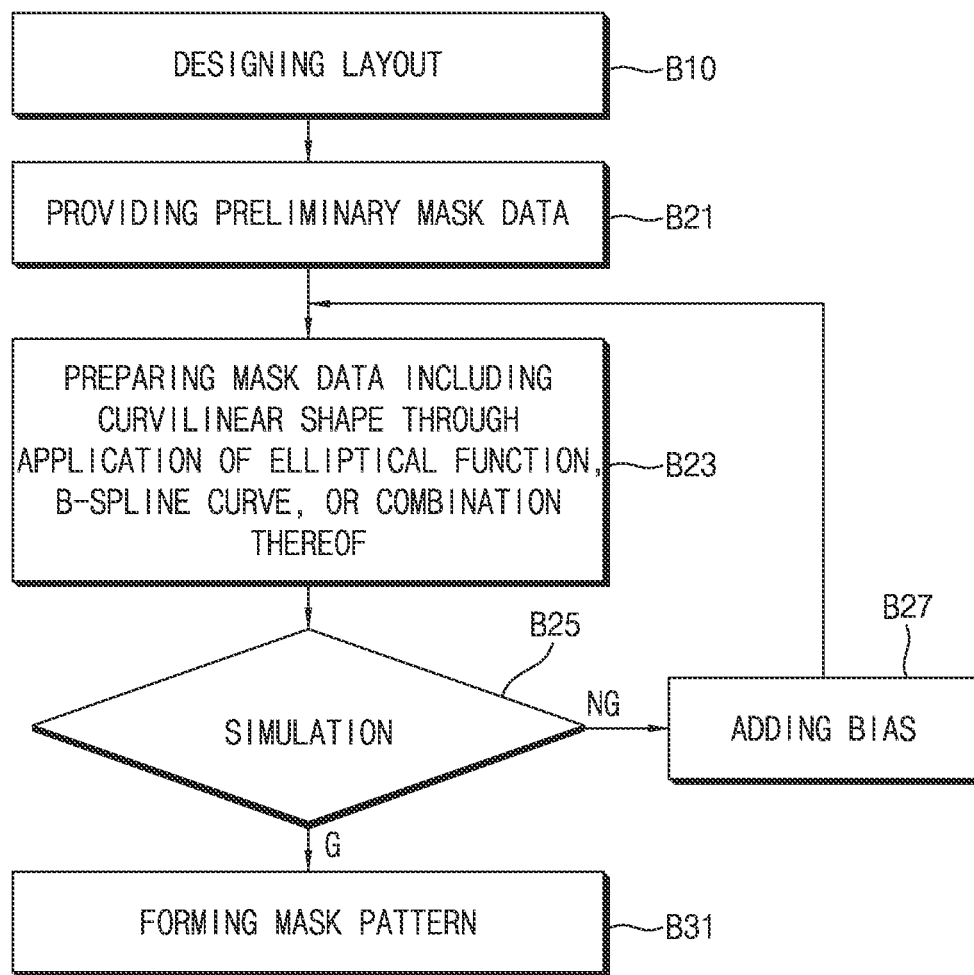 DESIGNING LAYOUT
B10
PROVIDING PRELIMINARY MASK DATA
B21
PREPARING MASK DATA INCLUDING
CURVILINEAR SHAPE THROUGH
APPLICATION OF ELLIPTICAL FUNCTION,
B-SPLINE CURVE, OR COMBINATION
THEREOF
B23
B25
SIMULATION
NG
B27
ADDING BIAS
G
FORMING MASK PATTERN
B31